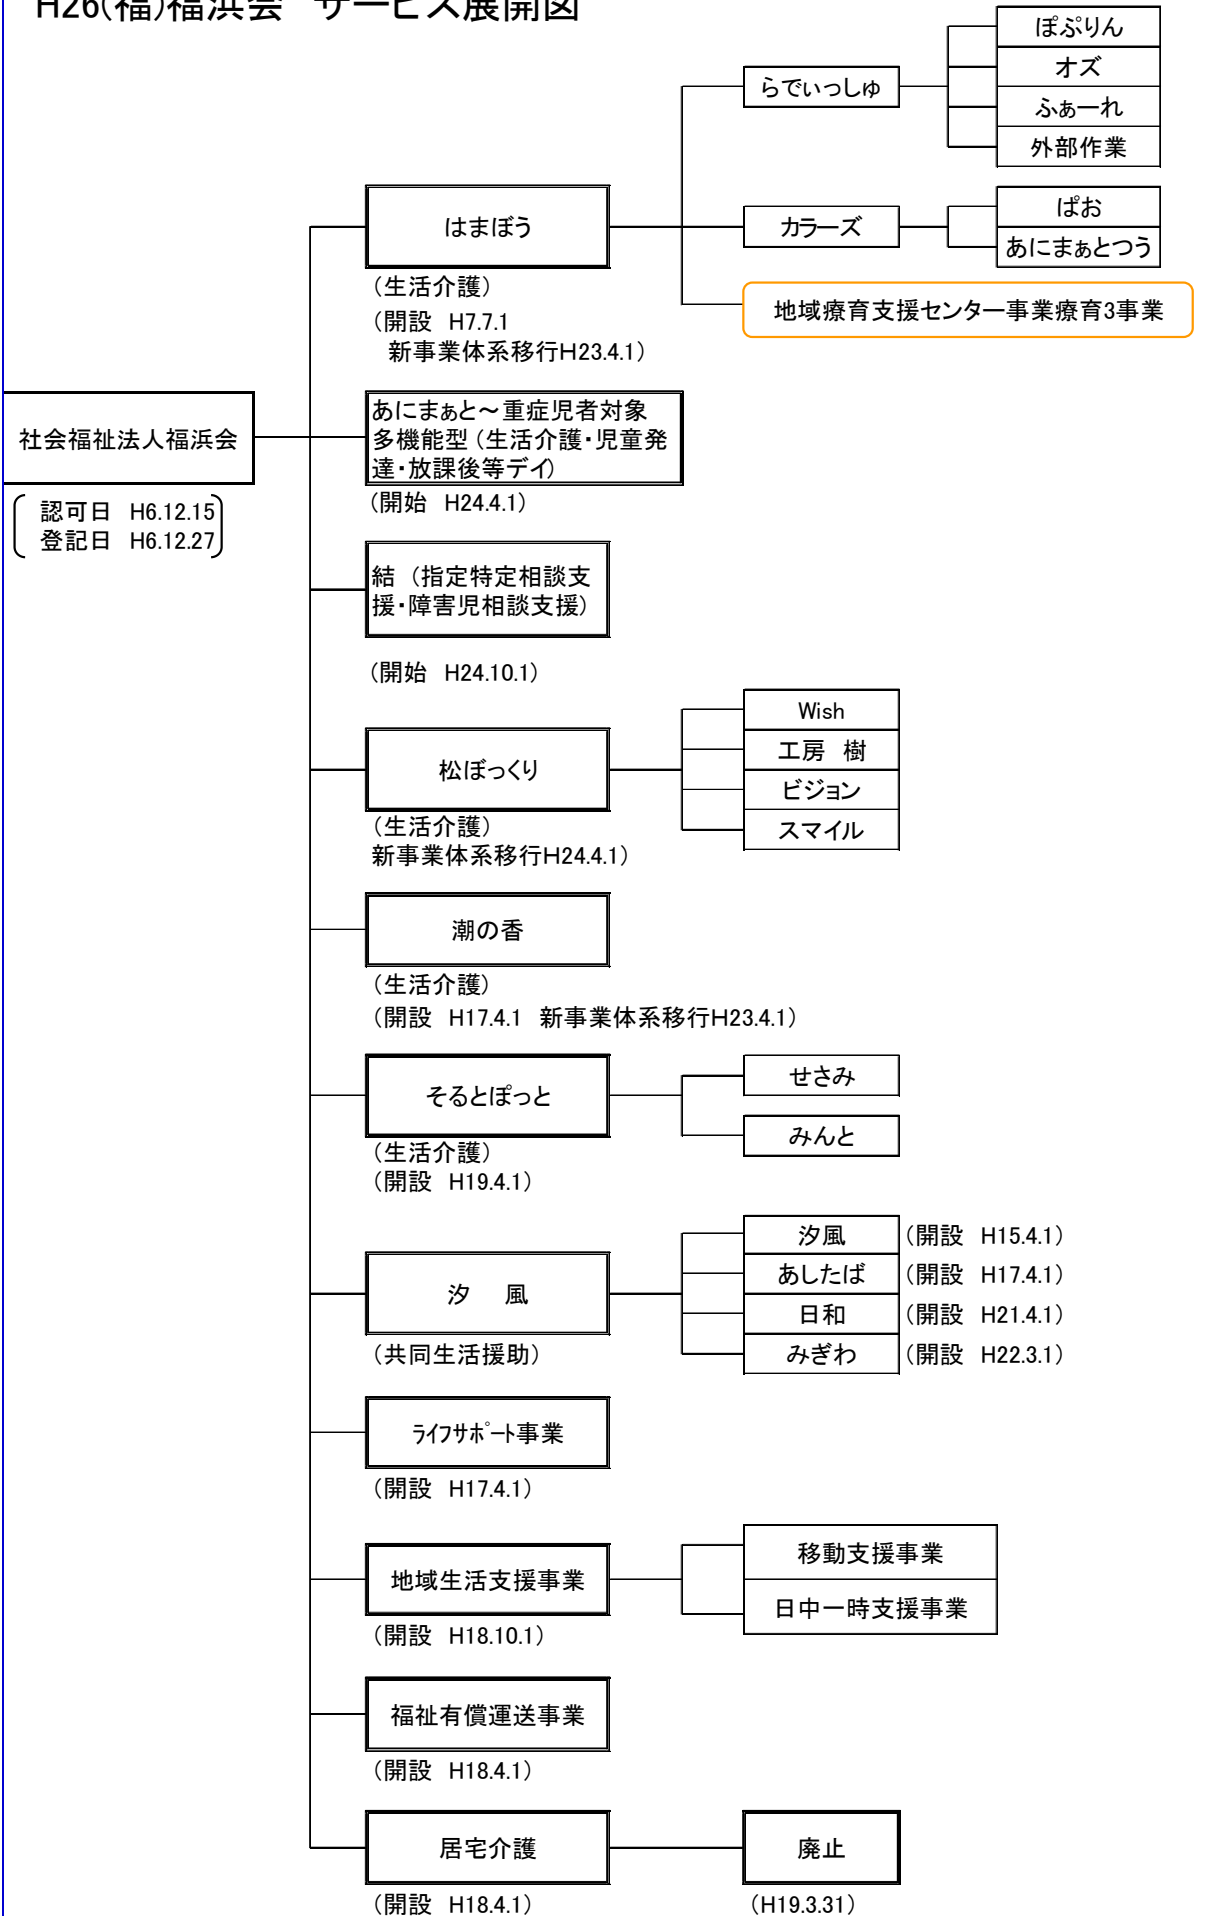 H26(福)福浜会　サービス展開図
ぽぷりん
オズ
らでぃっしゅ
ふぁーれ
外部作業
はまぼう
カラーズ
ぱお
あにまぁとつう
（生活介護）
（開設　H7.7.1
新事業体系移行H23.4.1）
地域療育支援センター事業療育3事業
社会福祉法人福浜会
認可日　H6.12.15
登記日　H6.12.27
あにまぁと～重症児者対象
多機能型（生活介護・児童発
達・放課後等デイ）
（開始　H24.4.1）
結　（指定特定相談支
援・障害児相談支援）
（開始　H24.10.1）
松ぼっくり
Wish
工房　樹
ビジョン
スマイル
（生活介護）
新事業体系移行H24.4.1）
潮の香
（生活介護）
（開設　H17.4.1　新事業体系移行H23.4.1）
そるとぽっと
せさみ
みんと
（生活介護）
（開設　H19.4.1）
汐　風
汐風　（開設　H15.4.1）
あしたば　（開設　H17.4.1）
日和　（開設　H21.4.1）
みぎわ　（開設　H22.3.1）
（共同生活援助）
ﾗｲﾌｻﾎﾟｰﾄ事業
（開設　H17.4.1）
地域生活支援事業
移動支援事業
日中一時支援事業
（開設　H18.10.1）
福祉有償運送事業
（開設　H18.4.1）
居宅介護
廃止
（開設　H18.4.1）
（H19.3.31）